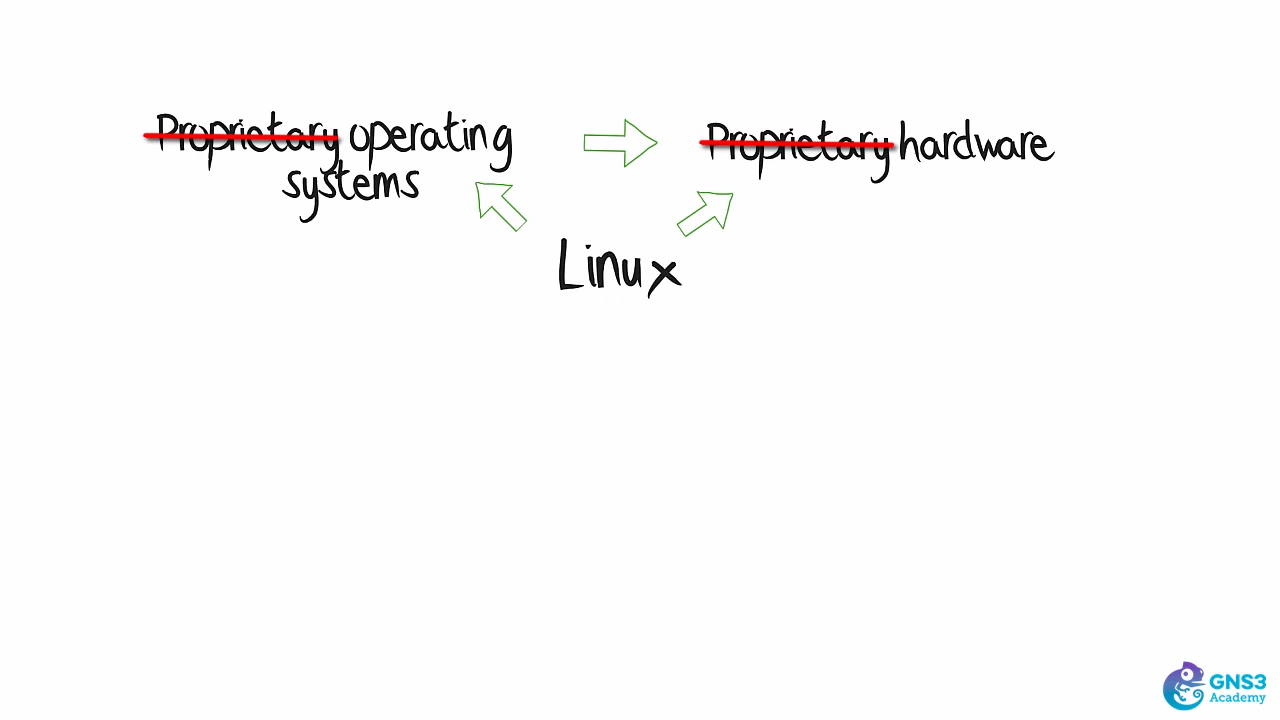 Proprietary operating
systems
Proprietary hardware
Linux
GNS3
Academy